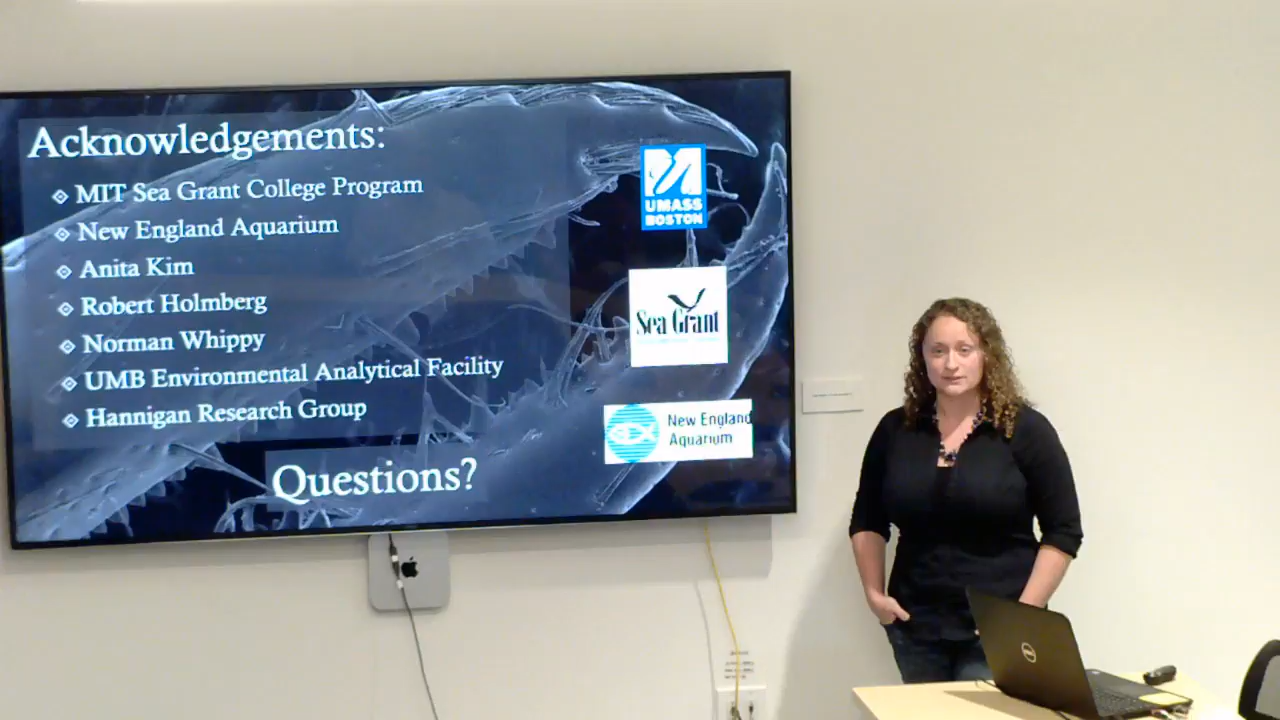 Acknowledgements:
MIT Sea Grant College Program
New England Aquarium
Anita Kim
Robert Holmberg
Norman Whippy
UMB Environmental Analytical Facility
Hannigan Research Group
Questions?
UMASS
BOSTON
Sea Grant
New England
Aquarium
DELL